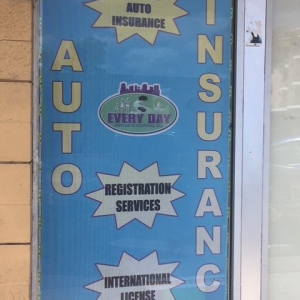 AUTO
INSURANCE
AUTO
INSURANC
EVERY DAY
REGISTRATION
SERVICES
INTERNATIONAL
LICENSE